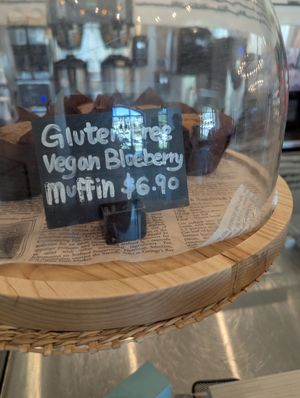 Gluten Free
Vegan Blueberry
Muffin $6.90